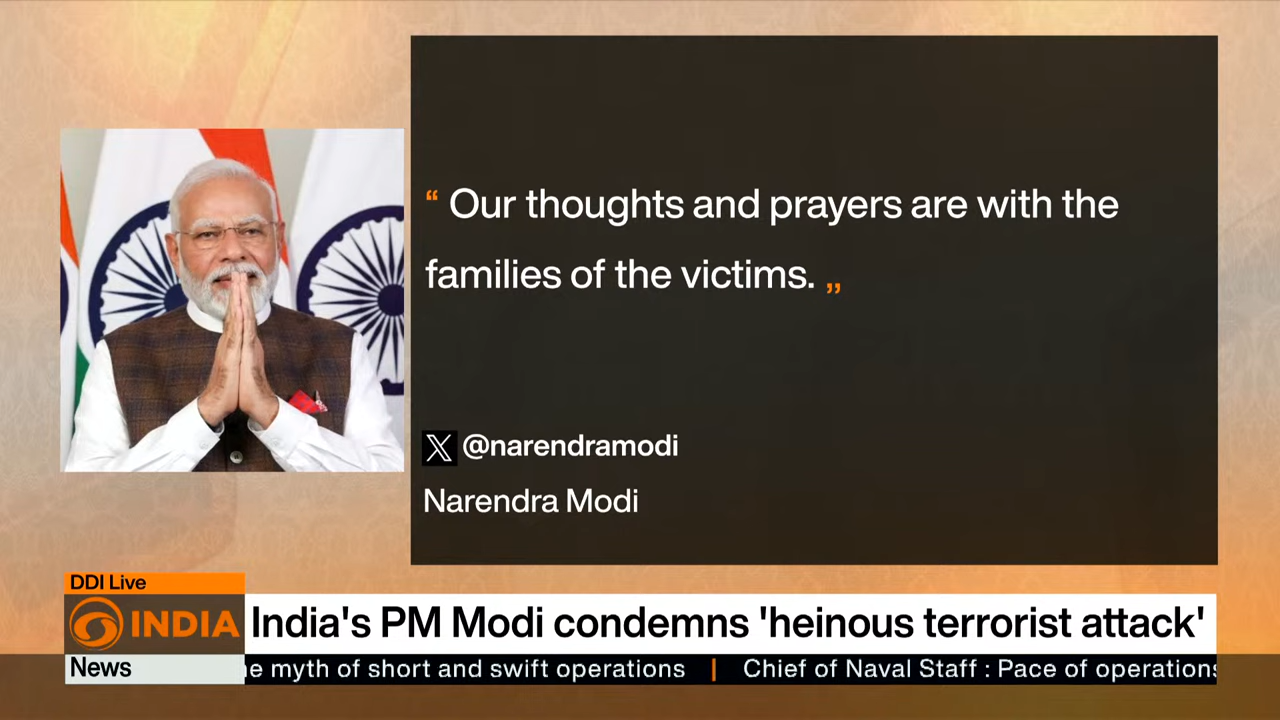 “ Our thoughts and prayers are with the
families of the victims. „
X @narendramodi
Narendra Modi
DDI Live
INDIA
India's PM Modi condemns 'heinous terrorist attack'
News
myth of short and swift operations | Chief of Naval Staff : Pace of operations